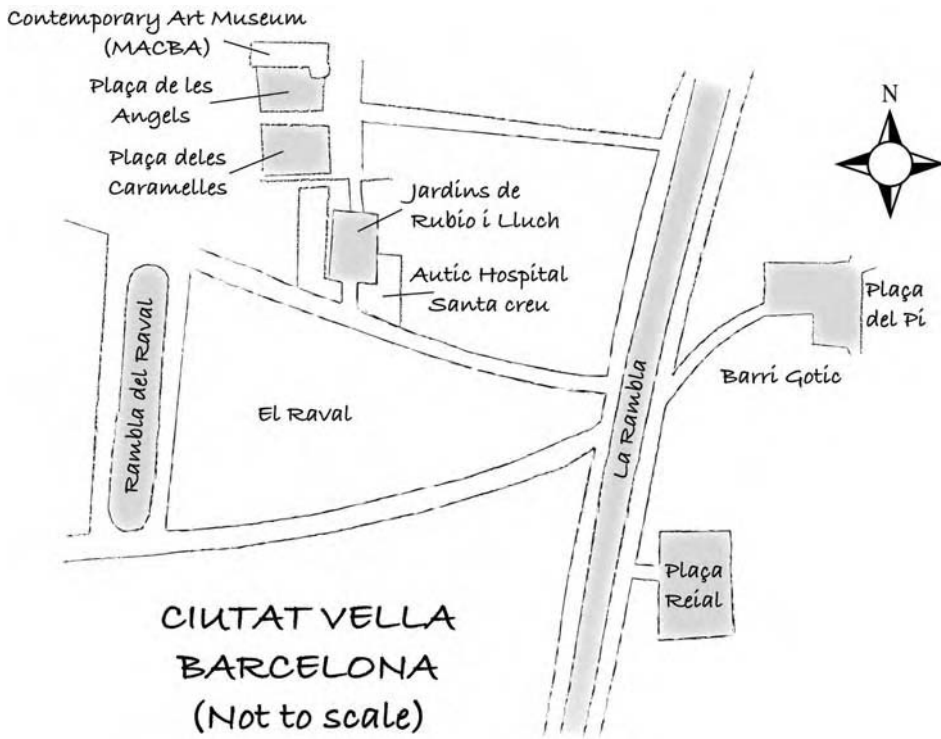 Contemporary Art Museum
(MACBA)
Plaça de les
Angels
Plaça deles
Caramelles
N
Jardins de
Rubio i Lluch
Autic Hospital
Santa creu
Plaça
del Pi
Barri Gotic
Rambla del Raval
El Raval
La Rambla
Plaça
Reial
CIUTAT VELLA
BARCELONA
(Not to scale)